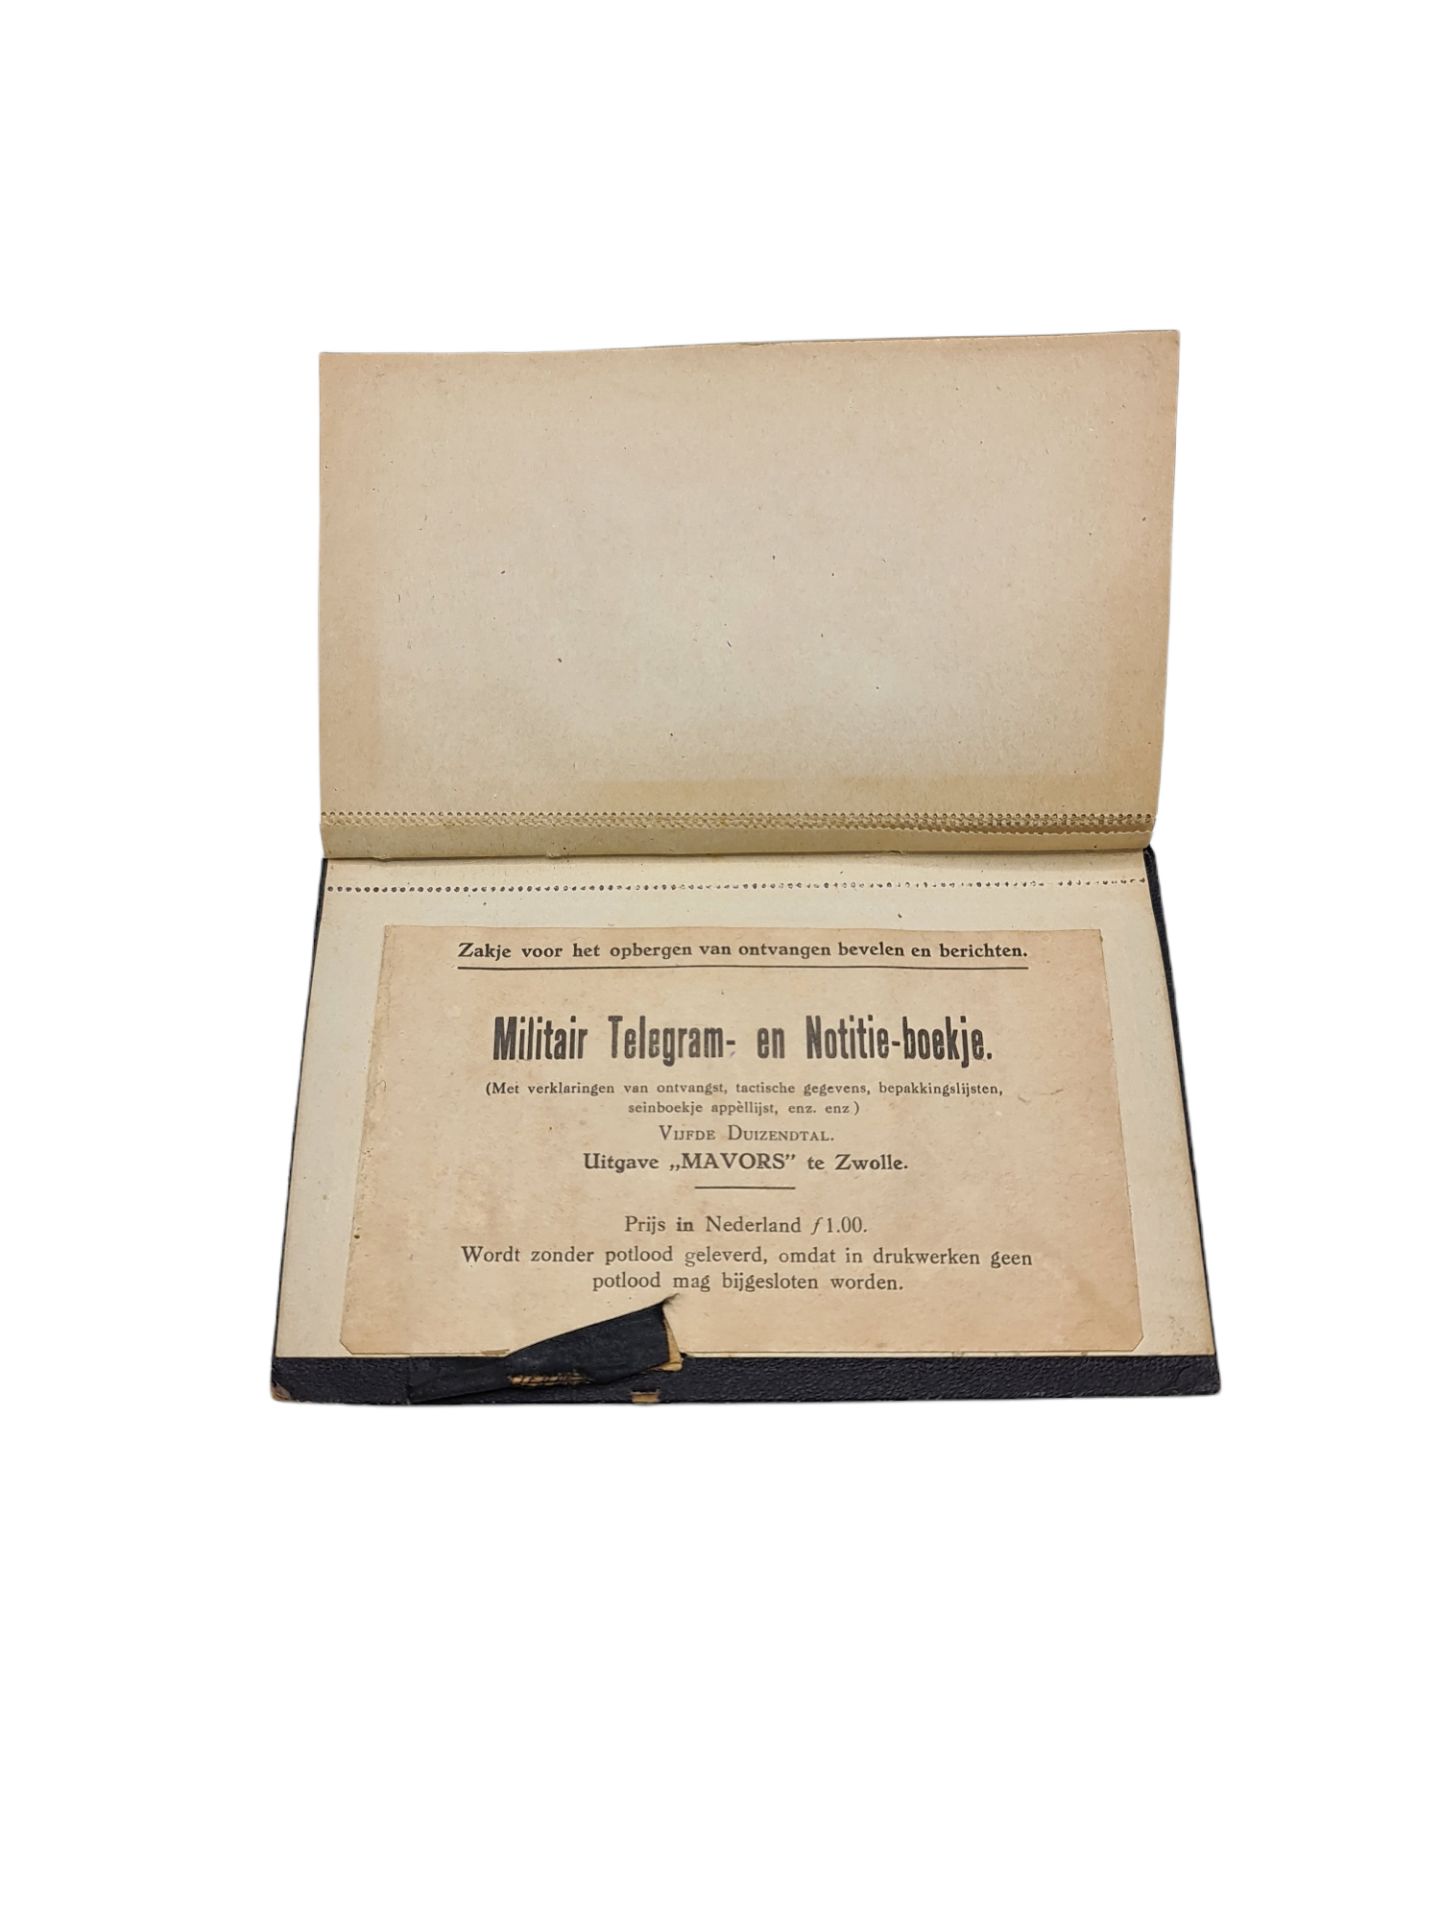 Zakje voor het opbergen van ontvangen bevelen en berichten.
Militair Telegram- en Notitie-boekje.
(Met verklaringen van ontvangst, tactische gegevens, bepakkingslijsten,
seinboekje appèllijst, enz. enz)
VIJFDE DUIZENDTAL.
Uitgave „MAVORS” te Zwolle.
Prijs in Nederland ƒ1.00.
Wordt zonder potlood geleverd, omdat in drukwerken geen
potlood mag bijgesloten worden.